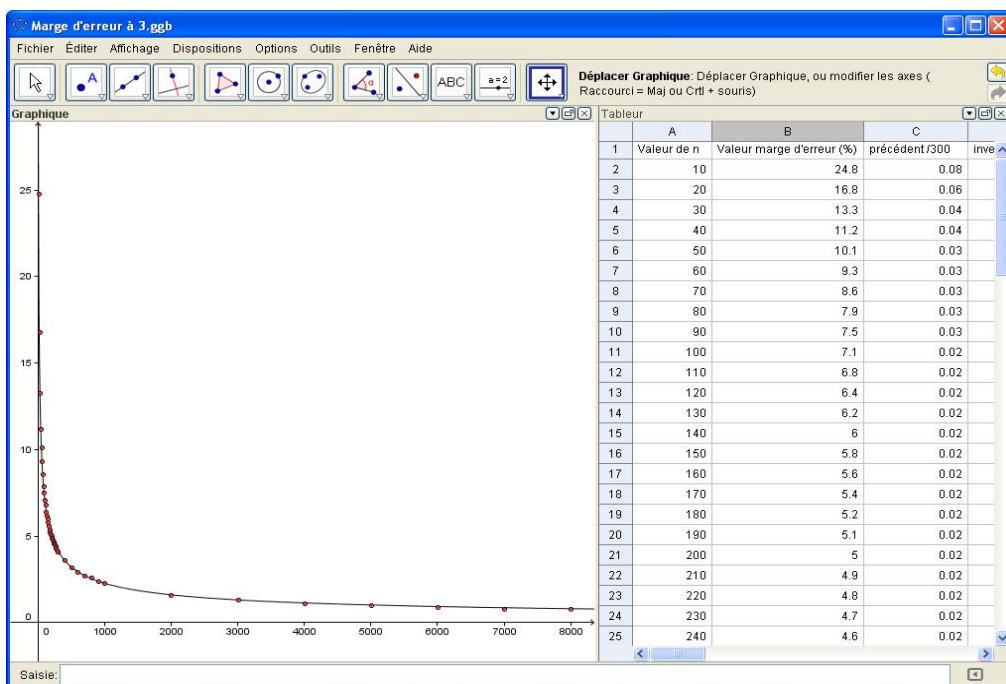 Marge d'erreur à 3.ggb
Fichier Éditer Affichage Dispositions Options Outils Fenêtre Aide
A
α
ABC
a=2
Déplacer Graphique: Déplacer Graphique, ou modifier les axes (
Raccourci = Maj ou Crtl + souris)
Graphique
25
20
15
10
5
0
0 1000 2000 3000 4000 5000 6000 7000 8000
Tableur
A B C
1 Valeur de n Valeur marge d'erreur (%) précédent /300 inve
2 10 24.8 0.08
3 20 16.8 0.06
4 30 13.3 0.04
5 40 11.2 0.04
6 50 10.1 0.03
7 60 9.3 0.03
8 70 8.6 0.03
9 80 7.9 0.03
10 90 7.5 0.03
11 100 7.1 0.02
12 110 6.8 0.02
13 120 6.4 0.02
14 130 6.2 0.02
15 140 6 0.02
16 150 5.8 0.02
17 160 5.6 0.02
18 170 5.4 0.02
19 180 5.2 0.02
20 190 5.1 0.02
21 200 5 0.02
22 210 4.9 0.02
23 220 4.8 0.02
24 230 4.7 0.02
25 240 4.6 0.02
Saisie: